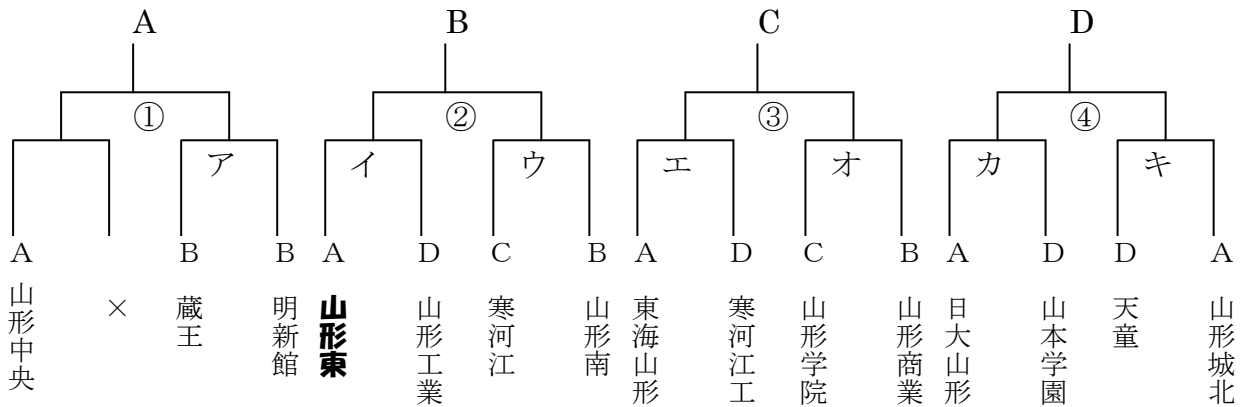 A B C D
① ② ③ ④
ア イ ウ エ オ カ キ
A B B A D C B A D C B A D D A
山形中央
×
蔵王
明新館
山形東
山形工業
寒河江
山形南
東海山形
寒河江工
山形学院
山形商業
日大山形
山本学園
天童
山形城北